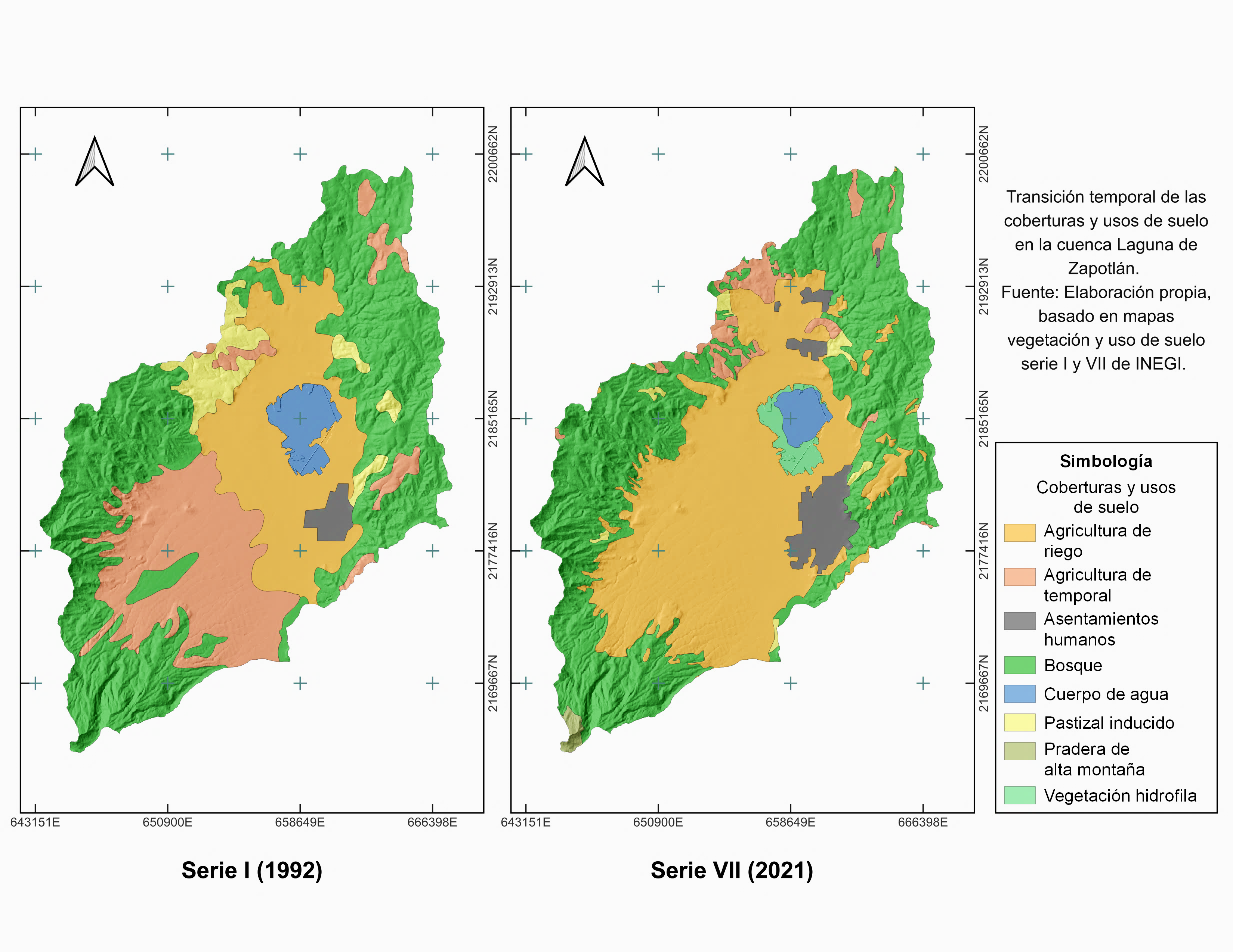 2200662N
2192913N
2185165N
2177416N
2169667N
643151E
650900E
658649E
666398E
Serie I (1992)
2200662N
2192913N
2185165N
2177416N
2169667N
643151E
650900E
658649E
666398E
Serie VII (2021)
Transición temporal de las
coberturas y usos de suelo
en la cuenca Laguna de
Zapotlán.
Fuente: Elaboración propia,
basado en mapas
vegetación y uso de suelo
serie I y VII de INEGI.
Simbología
Coberturas y usos
de suelo
Agricultura de
riego
Agricultura de
temporal
Asentamientos
humanos
Bosque
Cuerpo de agua
Pastizal inducido
Pradera de
alta montaña
Vegetación hidrofila